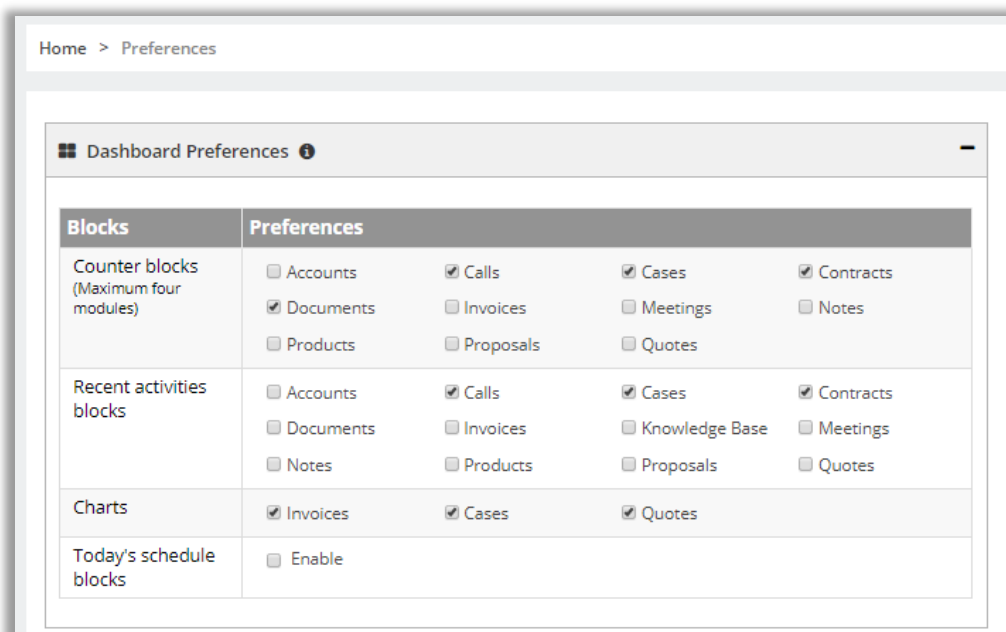 Home > Preferences
Dashboard Preferences
Blocks Preferences
Counter blocks
(Maximum four
modules)
Accounts Calls Cases Contracts
Documents Invoices Meetings Notes
Products Proposals Quotes
Recent activities
blocks
Accounts Calls Cases Contracts
Documents Invoices Knowledge Base Meetings
Notes Products Proposals Quotes
Charts
Invoices Cases Quotes
Today's schedule
blocks
Enable